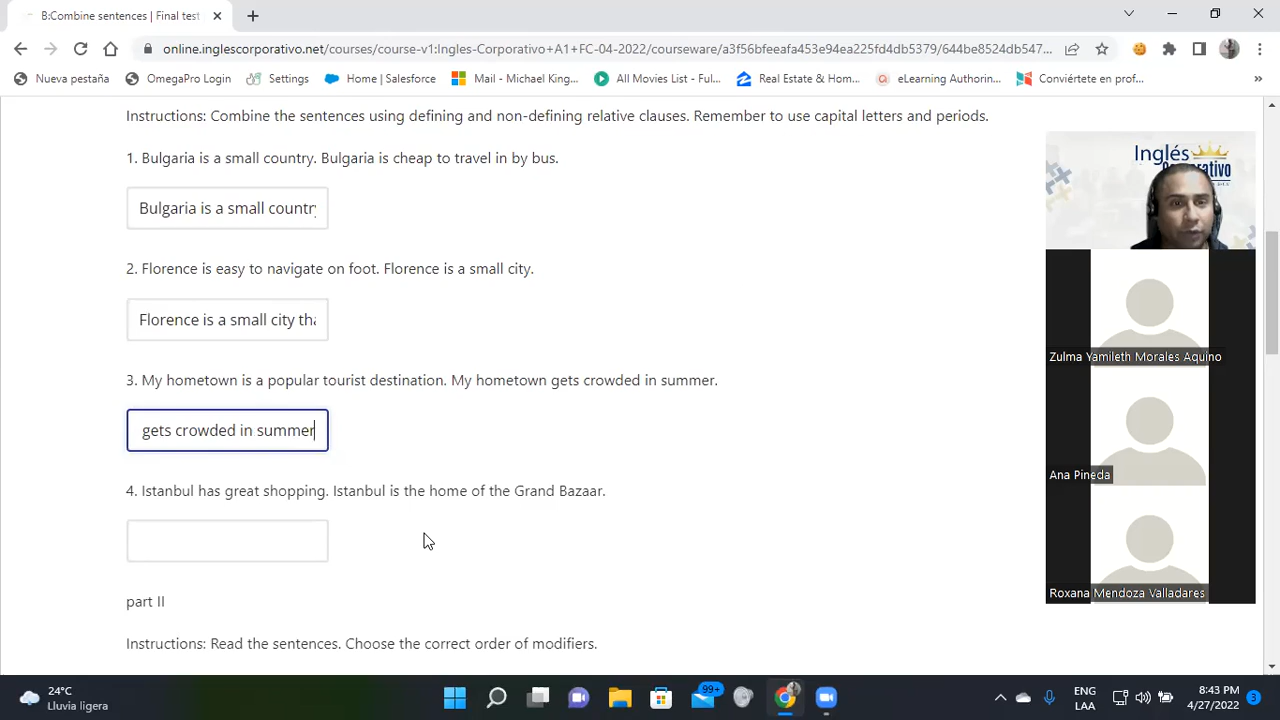 B:Combine sentences | Final test
online.inglescorporativo.net/courses/course-v1:Ingles-Corporativo+A1+FC-04-2022/courseware/a3f56bfeeafa453e94ea225fd4db5379/644be8524db547...
Nueva pestaña
OmegaPro Login
Settings
Home | Salesforce
Mail - Michael King...
All Movies List - Ful...
Real Estate & Hom...
eLearning Authorin...
Conviértete en prof...
»
Instructions: Combine the sentences using defining and non-defining relative clauses. Remember to use capital letters and periods.
1. Bulgaria is a small country. Bulgaria is cheap to travel in by bus.
Bulgaria is a small country
2. Florence is easy to navigate on foot. Florence is a small city.
Florence is a small city tha
3. My hometown is a popular tourist destination. My hometown gets crowded in summer.
gets crowded in summer
4. Istanbul has great shopping. Istanbul is the home of the Grand Bazaar.
part II
Instructions: Read the sentences. Choose the correct order of modifiers.
Inglés
Zulma Yamileth Morales Aquino
Ana Pineda
Roxana Mendoza Valladares
24°C
Lluvia ligera
99+
ENG
LAA
8:43 PM
4/27/2022
3